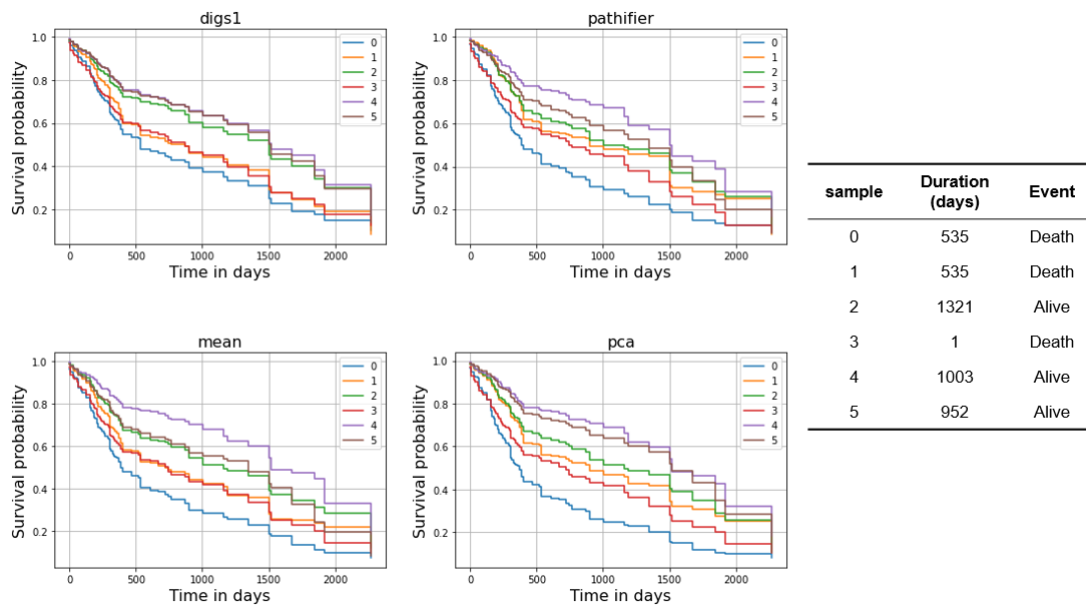 digs1
Survival probability
1.0
0.8
0.6
0.4
0.2
0 500 1000 1500 2000
Time in days
0
1
2
3
4
5
pathifier
Survival probability
1.0
0.8
0.6
0.4
0.2
0 500 1000 1500 2000
Time in days
0
1
2
3
4
5
mean
Survival probability
1.0
0.8
0.6
0.4
0.2
0 500 1000 1500 2000
Time in days
0
1
2
3
4
5
pca
Survival probability
1.0
0.8
0.6
0.4
0.2
0 500 1000 1500 2000
Time in days
0
1
2
3
4
5
sample Duration (days) Event
0 535 Death
1 535 Death
2 1321 Alive
3 1 Death
4 1003 Alive
5 952 Alive